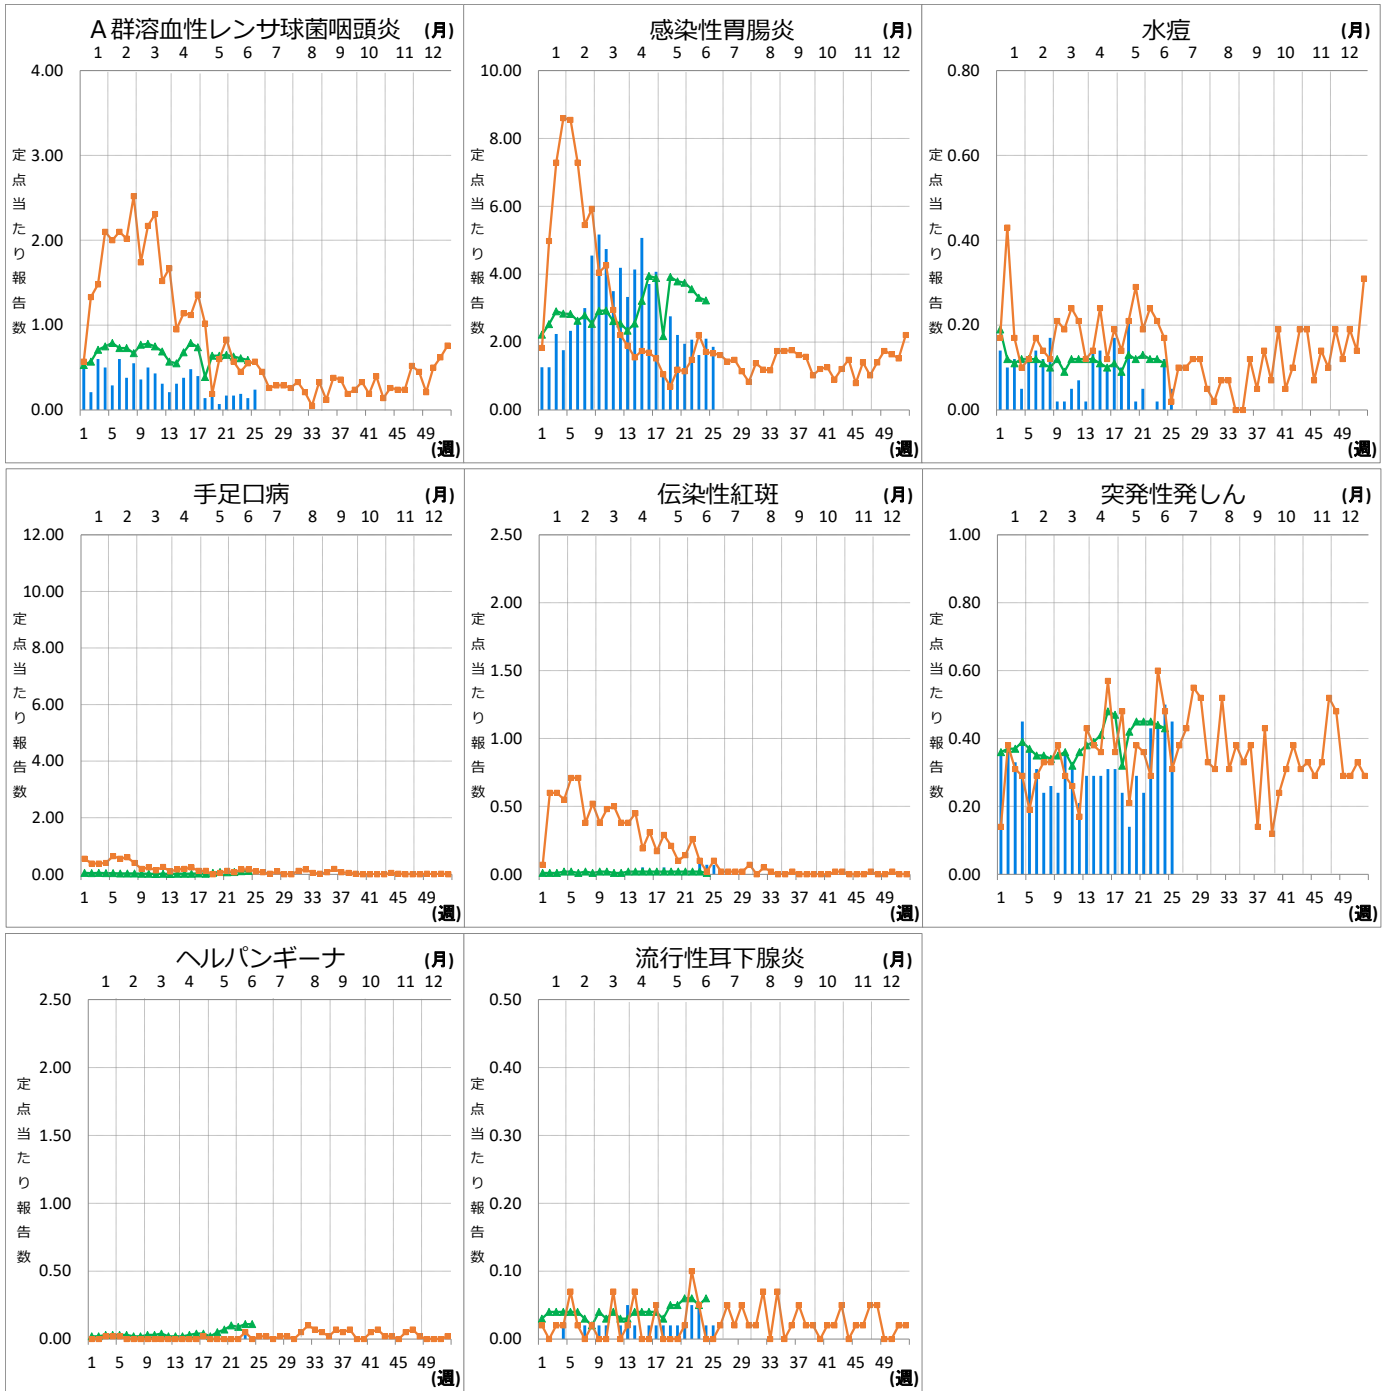 Ａ群溶血性レンサ球菌咽頭炎 (月)
1 2 3 4 5 6 7 8 9 10 11 12
4.00
3.00
2.00
1.00
0.00
定点当たり報告数
1 5 9 13 17 21 25 29 33 37 41 45 49
(週)
感染性胃腸炎 (月)
1 2 3 4 5 6 7 8 9 10 11 12
10.00
8.00
6.00
4.00
2.00
0.00
定点当たり報告数
1 5 9 13 17 21 25 29 33 37 41 45 49
(週)
水痘 (月)
1 2 3 4 5 6 7 8 9 10 11 12
0.80
0.60
0.40
0.20
0.00
定点当たり報告数
1 5 9 13 17 21 25 29 33 37 41 45 49
(週)
手足口病 (月)
1 2 3 4 5 6 7 8 9 10 11 12
12.00
10.00
8.00
6.00
4.00
2.00
0.00
定点当たり報告数
1 5 9 13 17 21 25 29 33 37 41 45 49
(週)
伝染性紅斑 (月)
1 2 3 4 5 6 7 8 9 10 11 12
2.50
2.00
1.50
1.00
0.50
0.00
定点当たり報告数
1 5 9 13 17 21 25 29 33 37 41 45 49
(週)
突発性発しん (月)
1 2 3 4 5 6 7 8 9 10 11 12
1.00
0.80
0.60
0.40
0.20
0.00
定点当たり報告数
1 5 9 13 17 21 25 29 33 37 41 45 49
(週)
ヘルパンギーナ (月)
1 2 3 4 5 6 7 8 9 10 11 12
2.50
2.00
1.50
1.00
0.50
0.00
定点当たり報告数
1 5 9 13 17 21 25 29 33 37 41 45 49
(週)
流行性耳下腺炎 (月)
1 2 3 4 5 6 7 8 9 10 11 12
0.50
0.40
0.30
0.20
0.10
0.00
定点当たり報告数
1 5 9 13 17 21 25 29 33 37 41 45 49
(週)